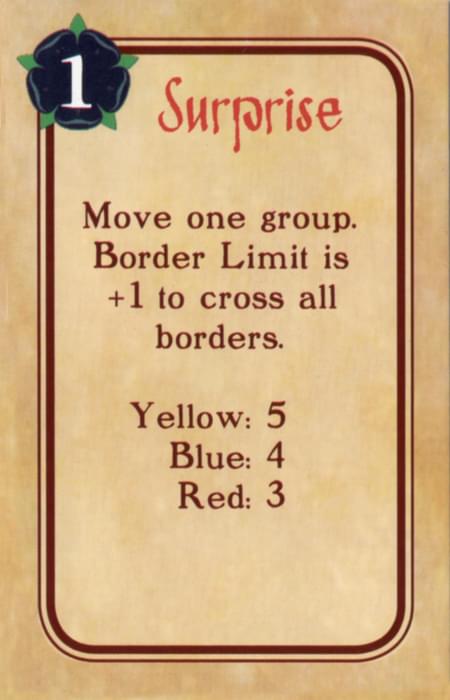 1
Surprise
Move one group.
Border Limit is
+1 to cross all
borders.
Yellow: 5
Blue: 4
Red: 3